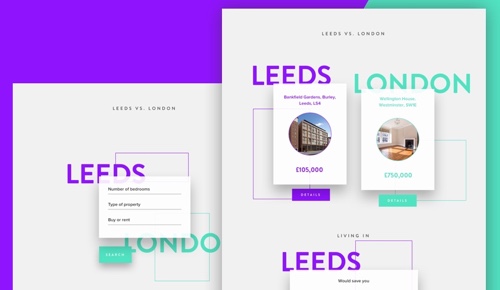 LEEDS VS. LONDON
LEEDS
Number of bedrooms
Type of property
Buy or rent
LONDO
SEARCH
LEEDS VS. LONDON
LEEDS
LONDON
Bankfield Gardens, Burley,
Leeds, LS4
£105,000
DETAILS
Wellington House,
Westminster, SW1E
£750,000
DETAILS
LIVING IN
LEEDS
Would save you